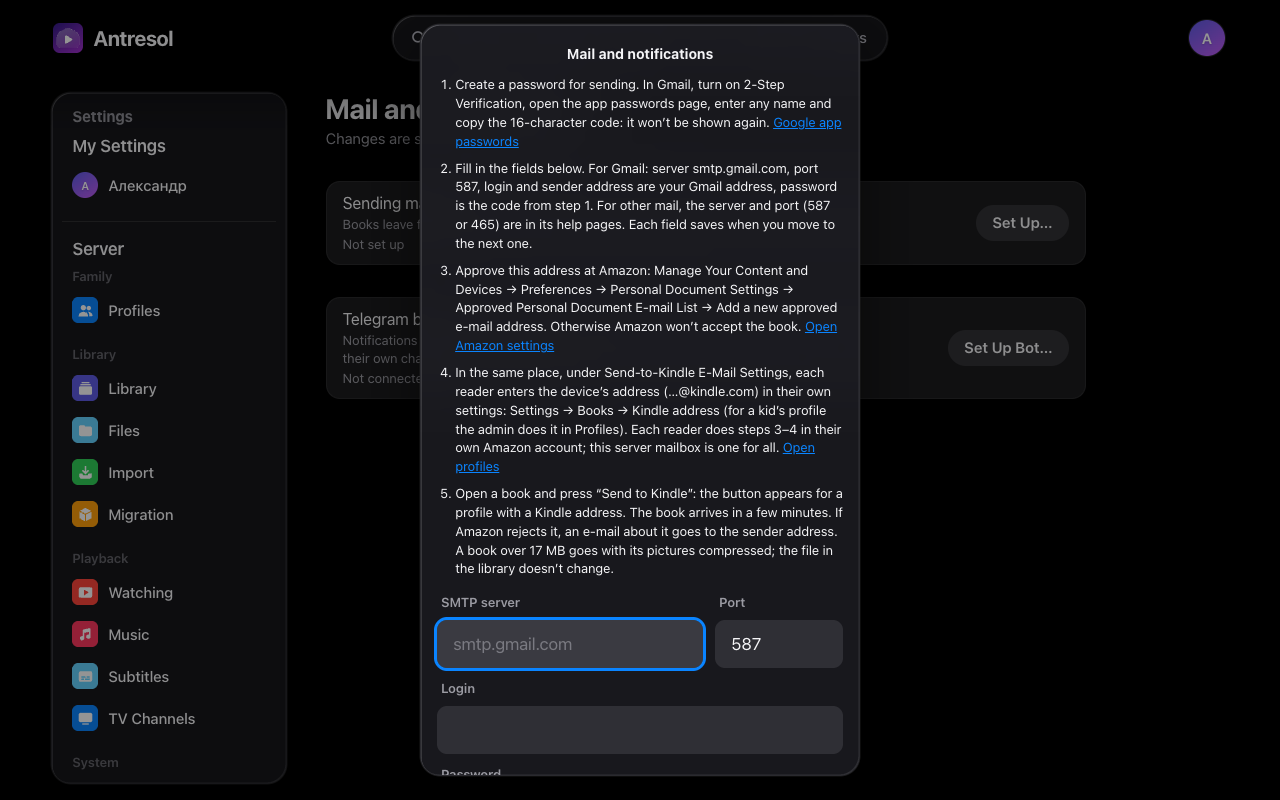 Antresol
s
A
Settings
My Settings
A Александр
Server
Family
Profiles
Library
Library
Files
Import
Migration
Playback
Watching
Music
Subtitles
TV Channels
System
Mail and
Changes are s
Sending m
Books leave f
Not set up
Set Up...
Telegram b
Notifications
their own cha
Not connecte
Set Up Bot...
Mail and notifications
1. Create a password for sending. In Gmail, turn on 2-Step
Verification, open the app passwords page, enter any name and
copy the 16-character code: it won’t be shown again. Google app
passwords
2. Fill in the fields below. For Gmail: server smtp.gmail.com, port
587, login and sender address are your Gmail address, password
is the code from step 1. For other mail, the server and port (587
or 465) are in its help pages. Each field saves when you move to
the next one.
3. Approve this address at Amazon: Manage Your Content and
Devices → Preferences → Personal Document Settings →
Approved Personal Document E-mail List → Add a new approved
e-mail address. Otherwise Amazon won’t accept the book. Open
Amazon settings
4. In the same place, under Send-to-Kindle E-Mail Settings, each
reader enters the device’s address (…@kindle.com) in their own
settings: Settings → Books → Kindle address (for a kid’s profile
the admin does it in Profiles). Each reader does steps 3–4 in their
own Amazon account; this server mailbox is one for all. Open
profiles
5. Open a book and press “Send to Kindle”: the button appears for a
profile with a Kindle address. The book arrives in a few minutes. If
Amazon rejects it, an e-mail about it goes to the sender address.
A book over 17 MB goes with its pictures compressed; the file in
the library doesn’t change.
SMTP server
Port
smtp.gmail.com
587
Login
Password